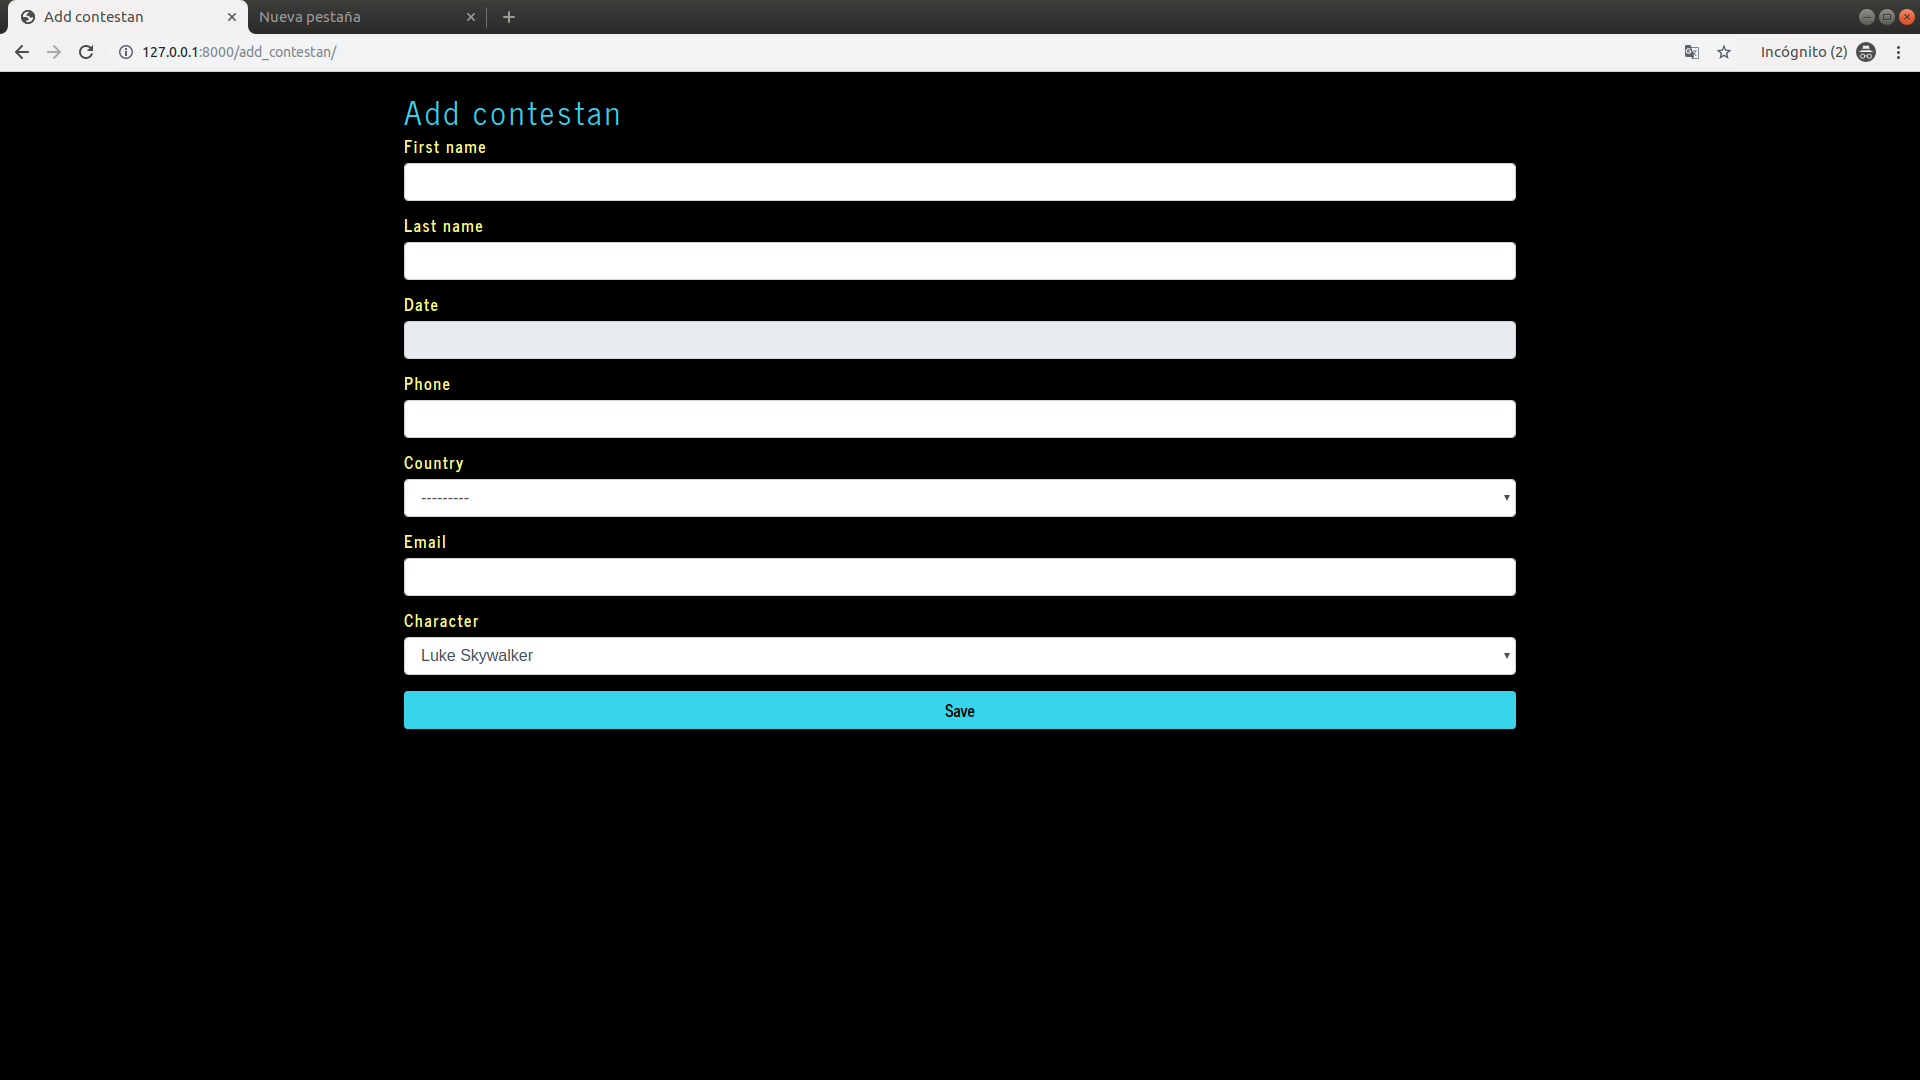 Add contestan
Nueva pestaña
127.0.0.1:8000/add_contestan/
Incógnito (2)
Add contestan
First name
Last name
Date
Phone
Country
---------
Email
Character
Luke Skywalker
Save